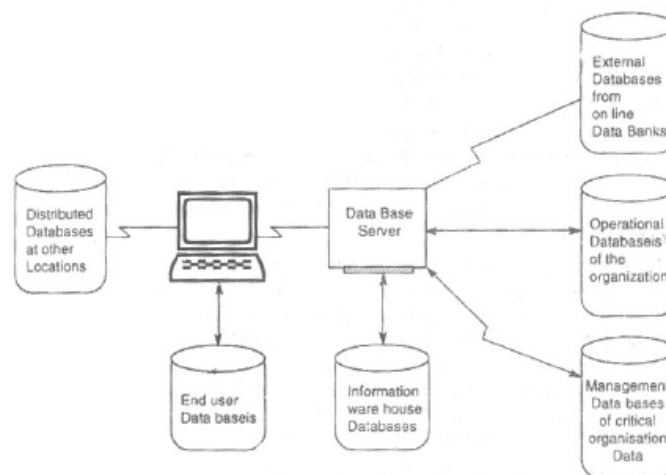 External
Databases
from
on line
Data Banks
Distributed
Databases
at other
Locations
Data Base
Server
Operational
Databaseis
of the
organization
End user
Data baseis
Information
ware house
Databases
Management
Data bases
of critical
organisation
Data